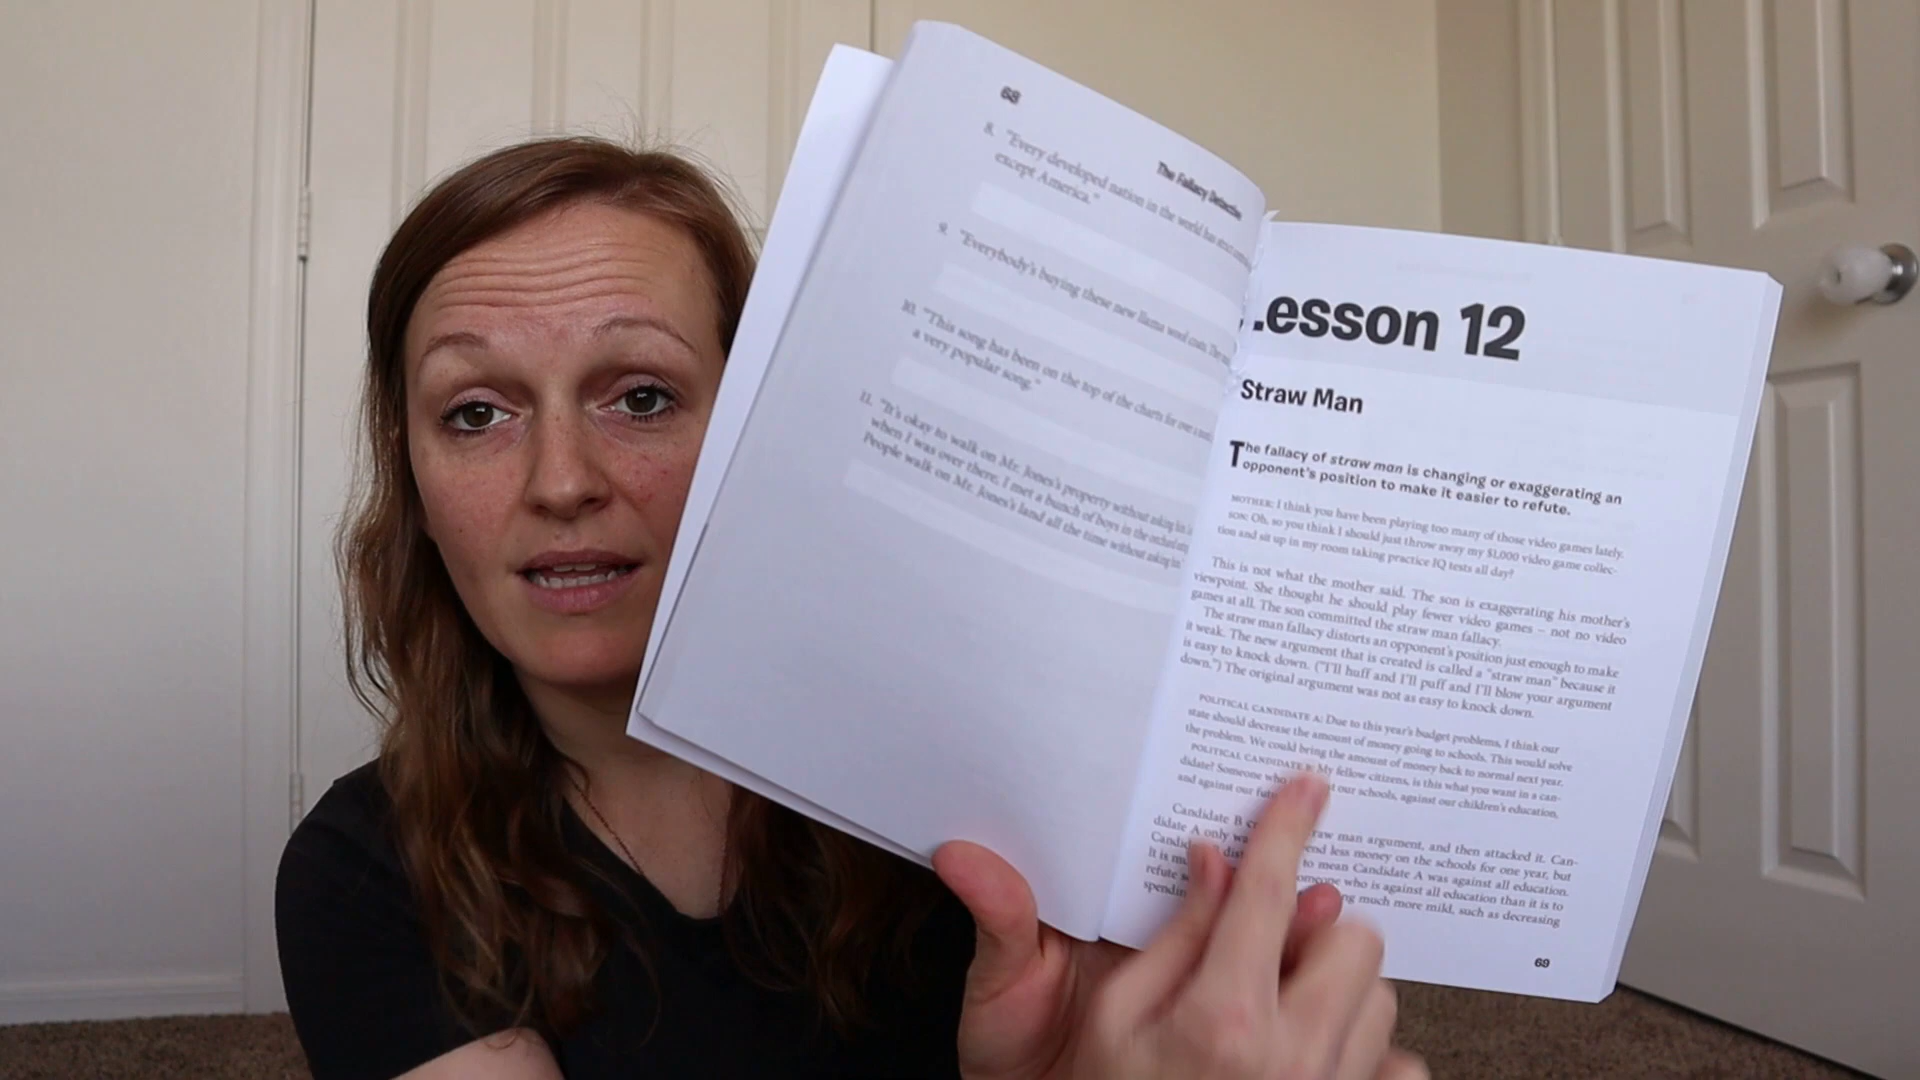 68
The Fallacy Detective
8. "Every developed nation in the world has strict
except America."
9. "Everybody's buying these new llama wool coats. The
10. "This song has been on the top of the charts for over a
a very popular song."
11. "It's okay to walk on Mr. Jones's property without asking him.
when I was over there, I met a bunch of boys in the orchard
People walk on Mr. Jones's land all the time without asking him."
Lesson 12
Straw Man
The fallacy of straw man is changing or exaggerating an
opponent's position to make it easier to refute.
MOTHER: I think you have been playing too many of those video games lately.
SON: Oh, so you think I should just throw away my $1,000 video game collec-
tion and sit up in my room taking practice IQ tests all day?
This is not what the mother said. The son is exaggerating his mother's
viewpoint. She thought he should play fewer video games – not no video
games at all. The son committed the straw man fallacy.
The straw man fallacy distorts an opponent's position just enough to make
it weak. The new argument that is created is called a "straw man" because it
is easy to knock down. ("I'll huff and I'll puff and I'll blow your argument
down.") The original argument was not as easy to knock down.
POLITICAL CANDIDATE A: Due to this year's budget problems, I think our
state should decrease the amount of money going to schools. This would solve
the problem. We could bring the amount of money back to normal next year.
POLITICAL CANDIDATE B: My fellow citizens, is this what you want in a can-
didate? Someone who our schools, against our children's education,
and against our
Candidate B straw man argument, and then attacked it. Can-
didate A only spend less money on the schools for one year, but
to mean Candidate A was against all education.
It is someone who is against all education than it is to
refute much more mild, such as decreasing
69